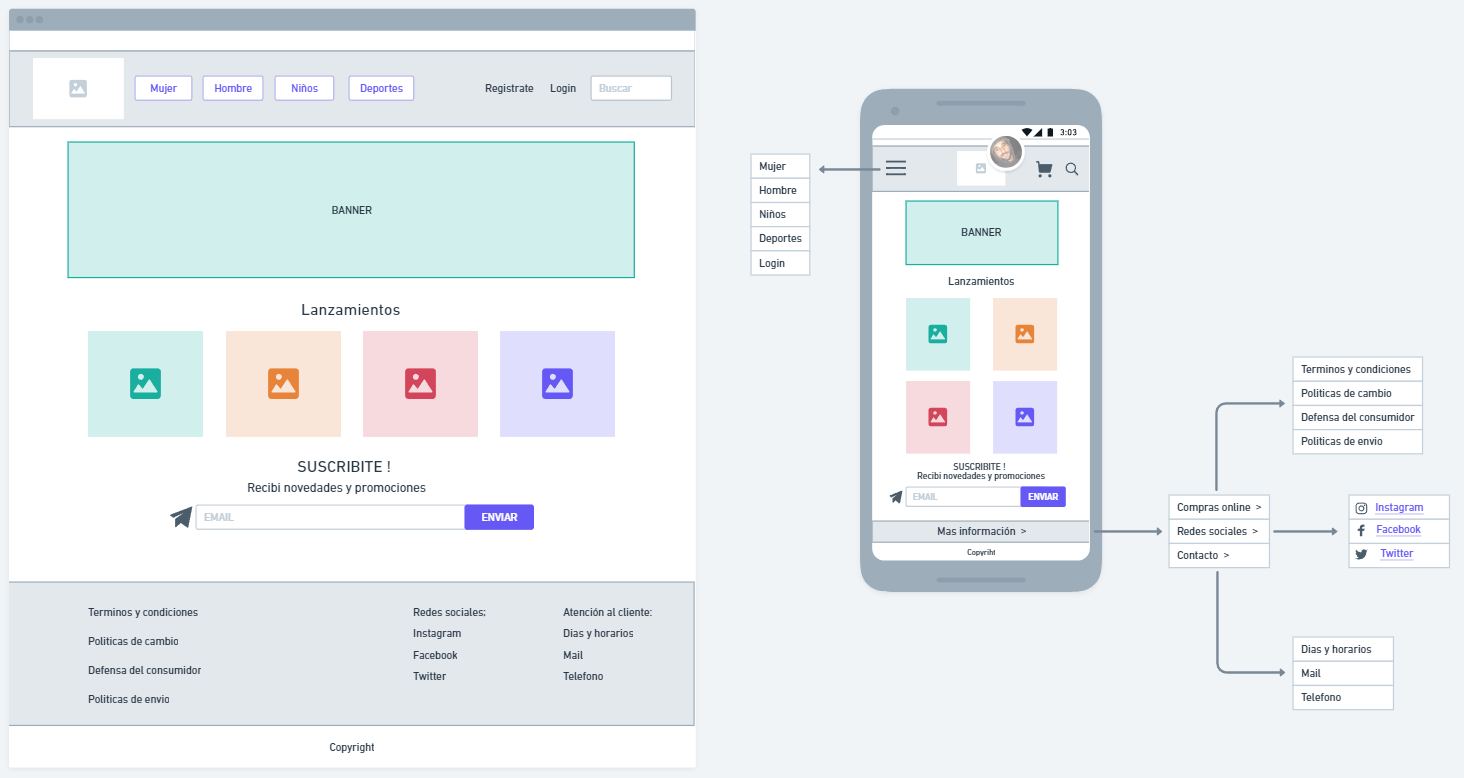 Mujer
Hombre
Niños
Deportes
Registrate
Login
Buscar
BANNER
Lanzamientos
SUSCRIBITE !
Recibi novedades y promociones
EMAIL
ENVIAR
Terminos y condiciones
Politicas de cambio
Defensa del consumidor
Politicas de envio
Redes sociales;
Instagram
Facebook
Twitter
Atención al cliente:
Dias y horarios
Mail
Telefono
Copyright
Mujer
Hombre
Niños
Deportes
Login
3:03
BANNER
Lanzamientos
SUSCRIBITE !
Recibi novedades y promociones
EMAIL
ENVIAR
Mas información >
Copyriht
Compras online >
Redes sociales >
Contacto >
Terminos y condiciones
Politicas de cambio
Defensa del consumidor
Politicas de envio
Instagram
Facebook
Twitter
Dias y horarios
Mail
Telefono